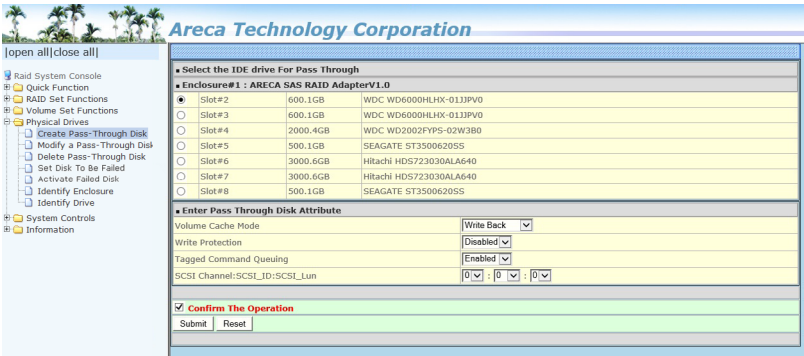 Areca Technology Corporation
|open all|close all|
Raid System Console
Quick Function
RAID Set Functions
Volume Set Functions
Physical Drives
Create Pass-Through Disk
Modify a Pass-Through Disk
Delete Pass-Through Disk
Set Disk To Be Failed
Activate Failed Disk
Identify Enclosure
Identify Drive
System Controls
Information
Select the IDE drive For Pass Through
Enclosure#1 : ARECA SAS RAID AdapterV1.0
Slot#2 600.1GB WDC WD6000HLHX-01JJPV0
Slot#3 600.1GB WDC WD6000HLHX-01JJPV0
Slot#4 2000.4GB WDC WD2002FYPS-02W3B0
Slot#5 500.1GB SEAGATE ST3500620SS
Slot#6 3000.6GB Hitachi HDS723030ALA640
Slot#7 3000.6GB Hitachi HDS723030ALA640
Slot#8 500.1GB SEAGATE ST3500620SS
Enter Pass Through Disk Attribute
Volume Cache Mode Write Back
Write Protection Disabled
Tagged Command Queuing Enabled
SCSI Channel:SCSI_ID:SCSI_Lun 0 : 0 : 0
Confirm The Operation
Submit Reset